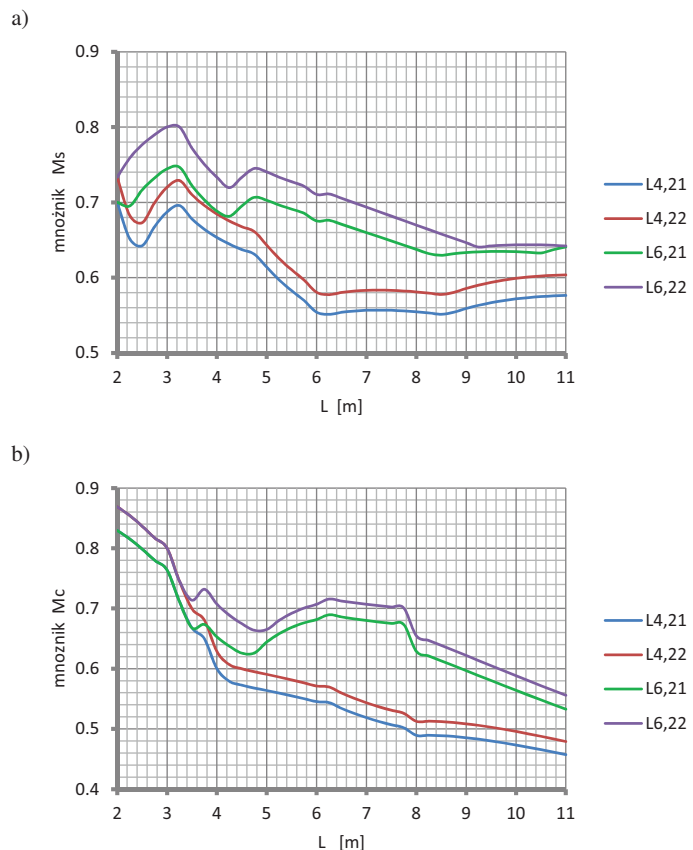 a)
0.9
0.8
0.7
0.6
0.5
mnożnik Ms
2 3 4 5 6 7 8 9 10 11
L [m]
L4,21
L4,22
L6,21
L6,22
b)
0.9
0.8
0.7
0.6
0.5
0.4
mnoznik Mc
2 3 4 5 6 7 8 9 10 11
L [m]
L4,21
L4,22
L6,21
L6,22